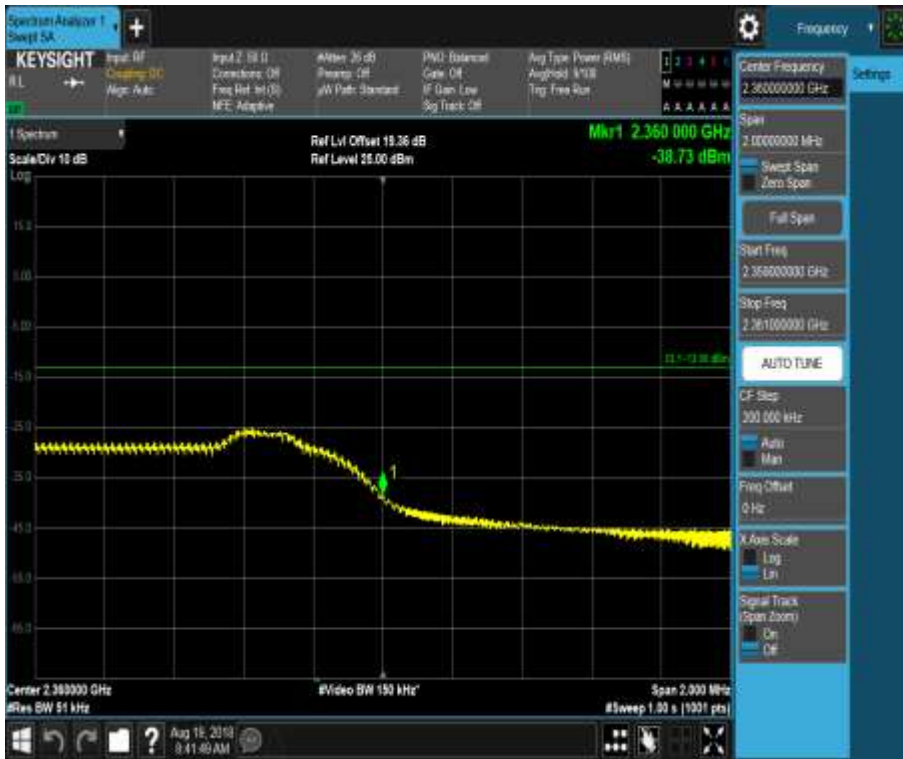 Spectrum Analyzer 1
Swept SA
+
Frequency
KEYSIGHT
R L
Input: RF
Coupling: DC
Align: Auto
Input Z: 50 Ω
Corrections: Off
Freq Ref: Int (S)
NFE: Adaptive
#Atten: 26 dB
Preamp: Off
µW Path: Standard
PNO: Balanced
Gate: Off
IF Gain: Low
Sig Track: Off
Avg Type: Power (RMS)
Trig: Free Run
1 2 3 4 5 6
A A A A A A
1 Spectrum
Scale/Div 10 dB
Log
Ref Lvl Offset 19.36 dB
Ref Level 25.00 dBm
Mkr1 2.360 000 GHz
-38.73 dBm
15.0
5.00
-5.00
-15.0
-25.0
-35.0
-45.0
-55.0
-65.0
1
Center 2.360000 GHz
#Res BW 51 kHz
#Video BW 150 kHz*
Span 2.000 MHz
#Sweep 1.00 s (1001 pts)
Center Frequency
2.360000000 GHz
Settings
Span
2.00000000 MHz
Swept Span
Zero Span
Full Span
Start Freq
2.359000000 GHz
Stop Freq
2.361000000 GHz
AUTO TUNE
CF Step
200.000 kHz
Auto
Man
Freq Offset
0 Hz
X Axis Scale
Log
Lin
Signal Track
(Span Zoom)
On
Off
?
Aug 19, 2018